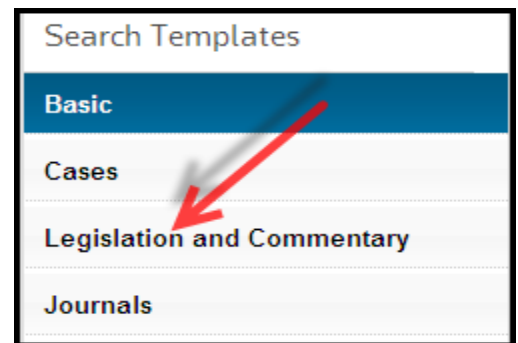 Search Templates
Basic
Cases
Legislation and Commentary
Journals